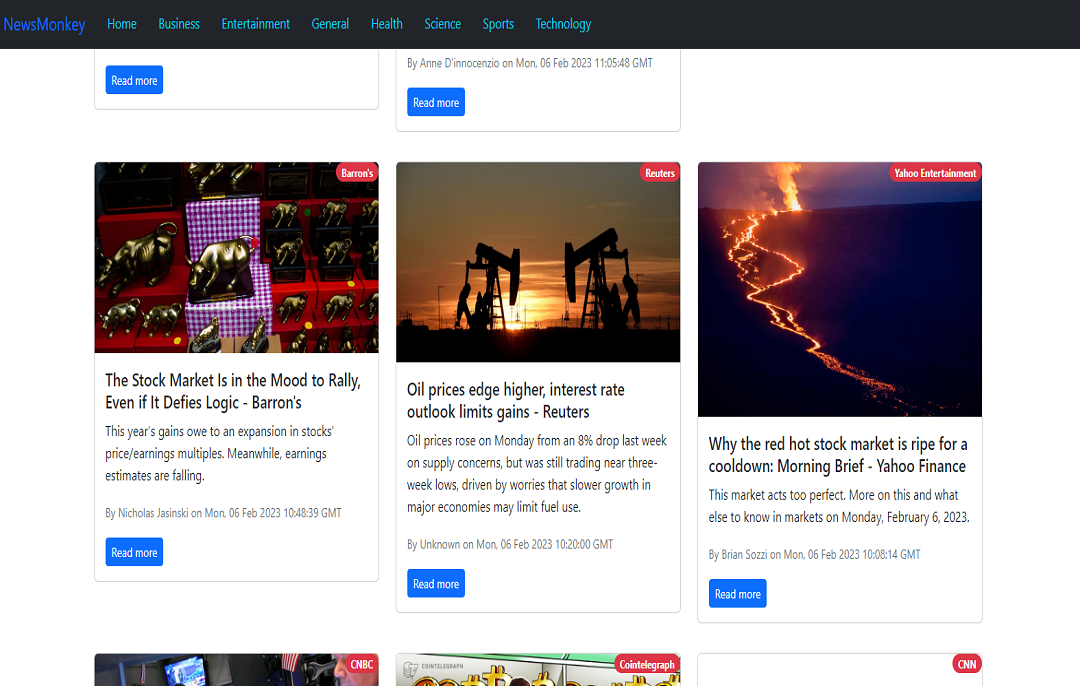 NewsMonkey Home Business Entertainment General Health Science Sports Technology
Read more
By Anne D'innocenzio on Mon, 06 Feb 2023 11:05:48 GMT
Read more
Barron's
The Stock Market Is in the Mood to Rally,
Even if It Defies Logic - Barron's
This year's gains owe to an expansion in stocks'
price/earnings multiples. Meanwhile, earnings
estimates are falling.
By Nicholas Jasinski on Mon, 06 Feb 2023 10:48:39 GMT
Read more
Reuters
Oil prices edge higher, interest rate
outlook limits gains - Reuters
Oil prices rose on Monday from an 8% drop last week
on supply concerns, but was still trading near three-
week lows, driven by worries that slower growth in
major economies may limit fuel use.
By Unknown on Mon, 06 Feb 2023 10:20:00 GMT
Read more
Yahoo Entertainment
Why the red hot stock market is ripe for a
cooldown: Morning Brief - Yahoo Finance
This market acts too perfect. More on this and what
else to know in markets on Monday, February 6, 2023.
By Brian Sozzi on Mon, 06 Feb 2023 10:08:14 GMT
Read more
CNBC
COINTELEGRAPH
Cointelegraph
CNN